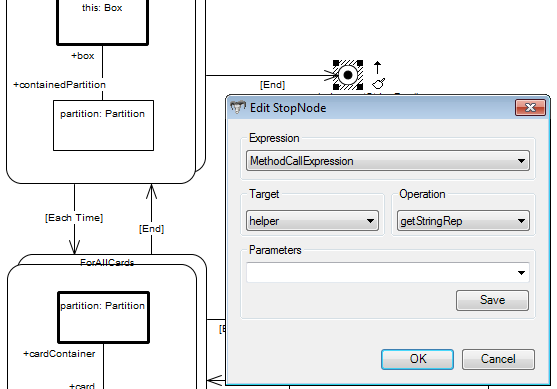 this: Box
+box
+containedPartition
[End]
partition: Partition
Edit StopNode
Expression
MethodCallExpression
[Each Time]
[End]
Target
Operation
helper
getStringRep
Parameters
ForAllCards
Save
partition: Partition
+cardContainer
OK
Cancel
+card